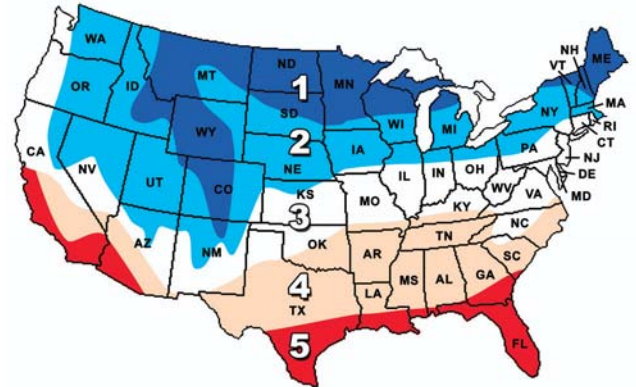 WA
OR
ID
MT
ND
MN
1
SD
WI
MI
NY
VT
NH
ME
MA
RI
CT
NJ
DE
MD
WY
2
IA
NE
PA
CA
NV
UT
CO
KS
3
MO
IL
IN
OH
WV
VA
KY
NC
AZ
NM
OK
AR
TN
SC
4
TX
LA
MS
AL
GA
5
FL